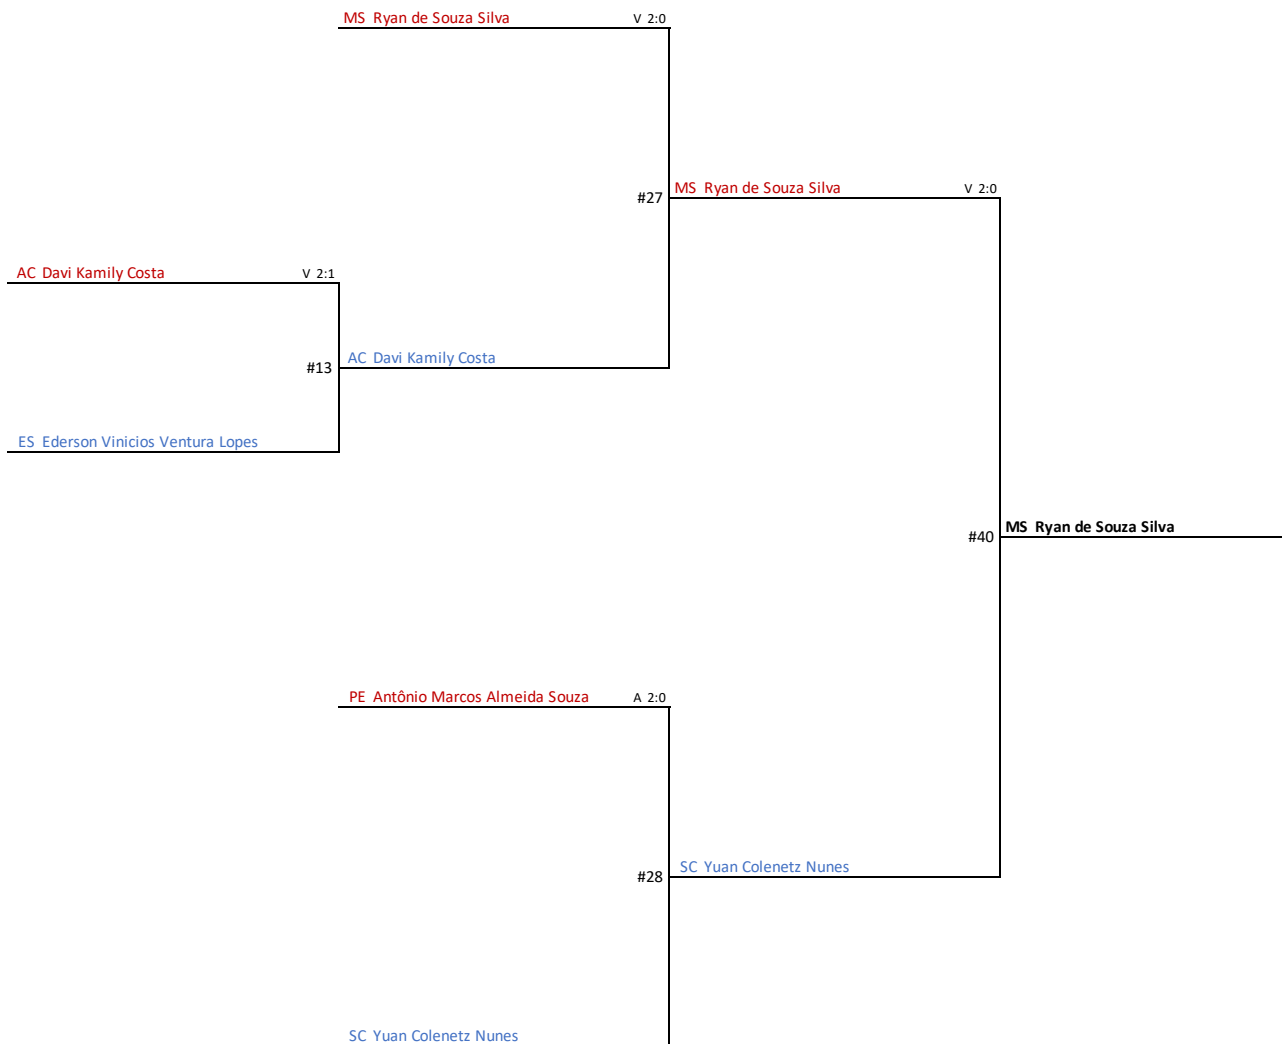 MS Ryan de Souza Silva V 2:0
#27 MS Ryan de Souza Silva V 2:0
AC Davi Kamily Costa V 2:1
#13 AC Davi Kamily Costa
ES Ederson Vinicios Ventura Lopes
#40 MS Ryan de Souza Silva
PE Antônio Marcos Almeida Souza A 2:0
#28 SC Yuan Colenetz Nunes
SC Yuan Colenetz Nunes